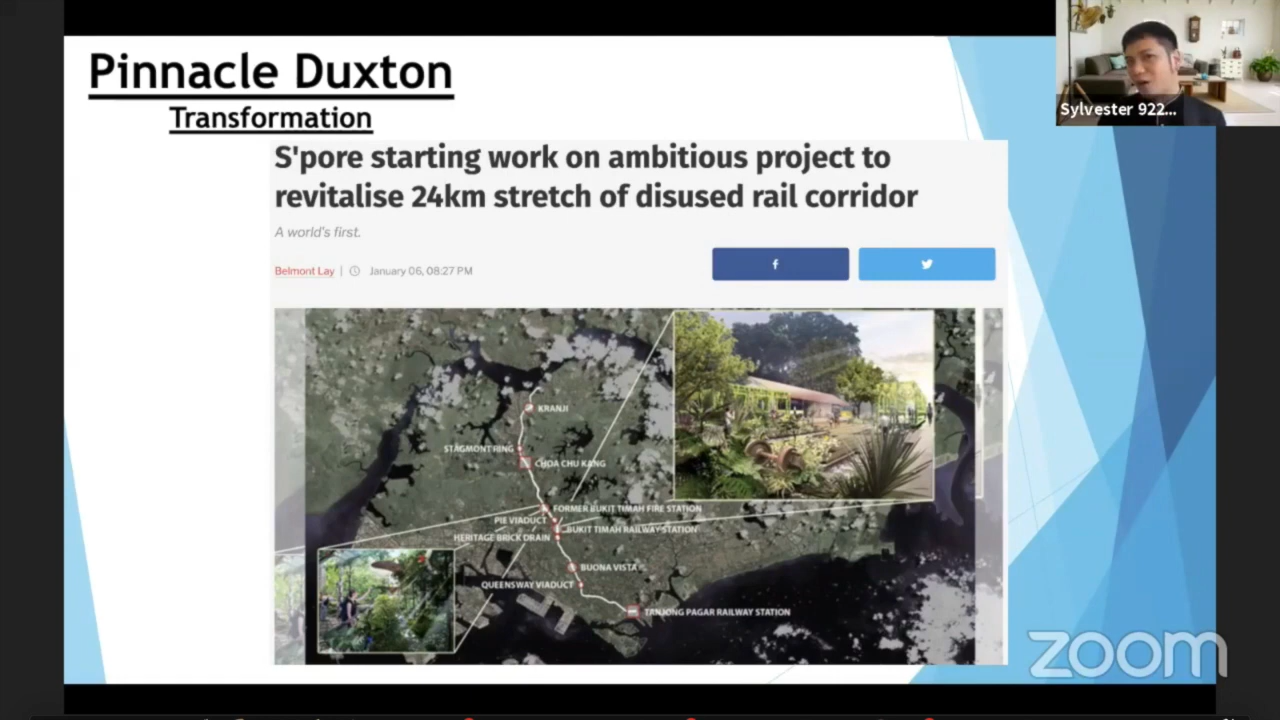 Pinnacle Duxton
Transformation
S'pore starting work on ambitious project to
revitalise 24km stretch of disused rail corridor
A world's first.
Belmont Lay | January 06, 08:27 PM
Sylvester 922...
KRANJI
STAGMONT RING
CHOA CHU KANG
FORMER BUKIT TIMAH FIRE STATION
PIE VIADUCT
BUKIT TIMAH RAILWAY STATION
HERITAGE BRICK DRAIN
BUONA VISTA
QUEENSWAY VIADUCT
TANJONG PAGAR RAILWAY STATION
zoom